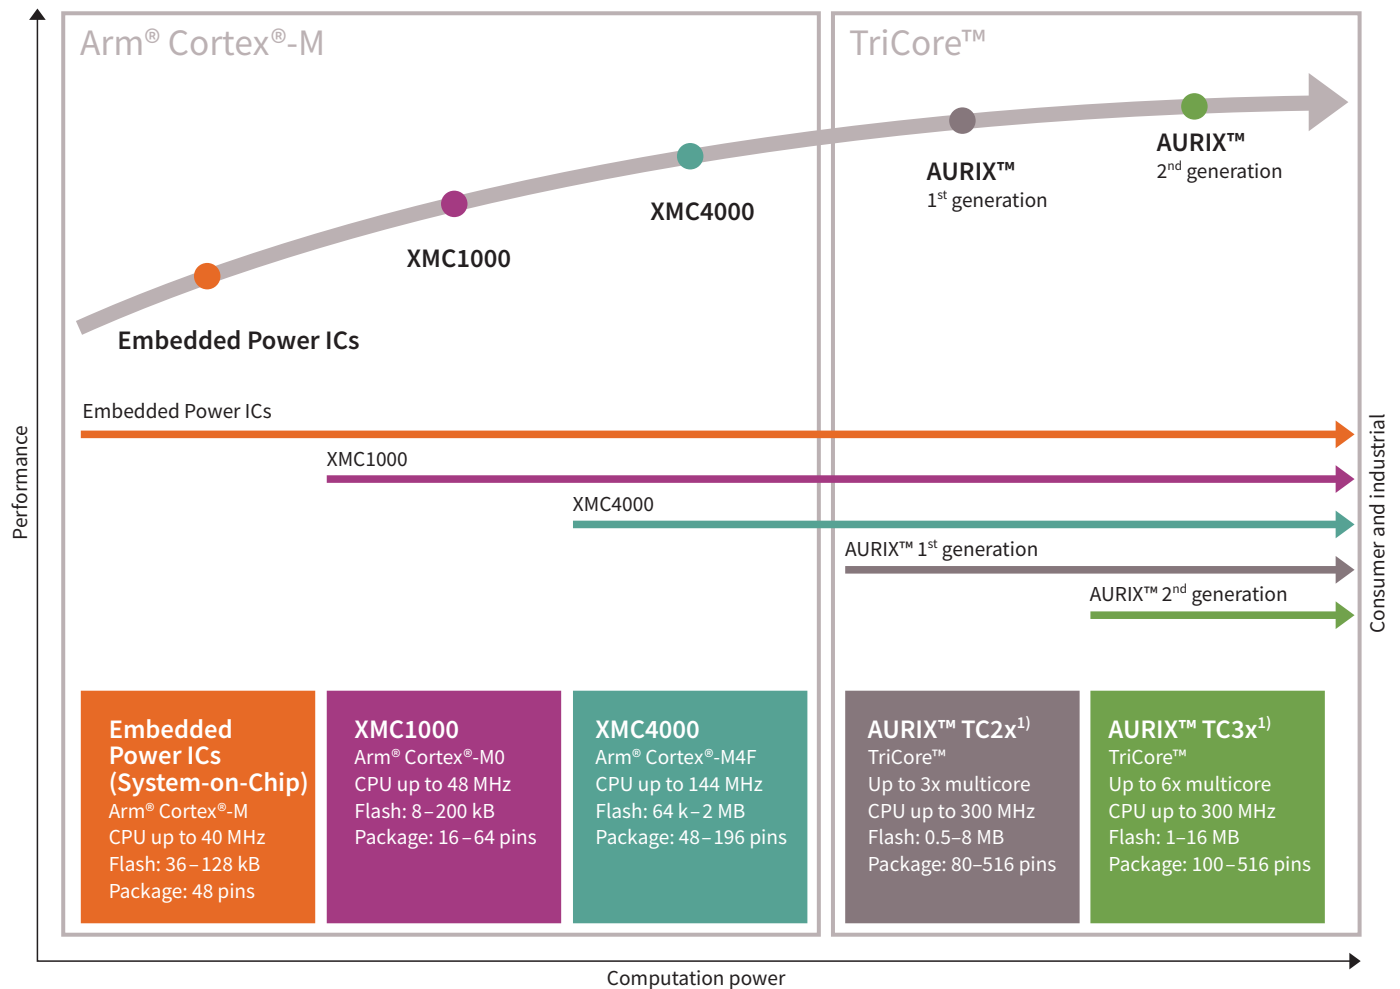 Arm® Cortex®-M
TriCore™
AURIX™
2nd generation
AURIX™
1st generation
XMC4000
XMC1000
Embedded Power ICs
Embedded Power ICs
XMC1000
XMC4000
AURIX™ 1st generation
AURIX™ 2nd generation
Performance
Consumer and industrial
Embedded
Power ICs
(System-on-Chip)
Arm® Cortex®-M
CPU up to 40 MHz
Flash: 36–128 kB
Package: 48 pins
XMC1000
Arm® Cortex®-M0
CPU up to 48 MHz
Flash: 8–200 kB
Package: 16–64 pins
XMC4000
Arm® Cortex®-M4F
CPU up to 144 MHz
Flash: 64 k–2 MB
Package: 48–196 pins
AURIX™ TC2x1)
TriCore™
Up to 3x multicore
CPU up to 300 MHz
Flash: 0.5–8 MB
Package: 80–516 pins
AURIX™ TC3x1)
TriCore™
Up to 6x multicore
CPU up to 300 MHz
Flash: 1–16 MB
Package: 100–516 pins
Computation power